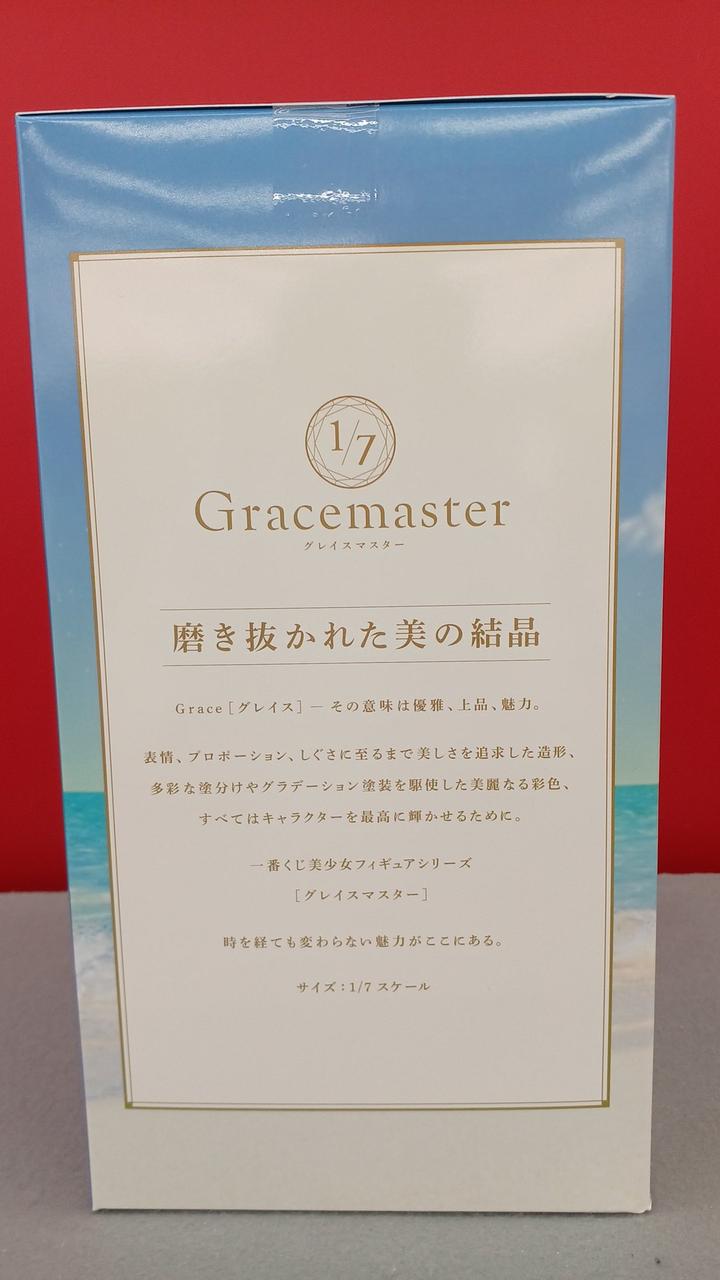 1/7
Gracemaster
グレイスマスター
磨き抜かれた美の結晶
Grace［グレイス］― その意味は優雅、上品、魅力。
表情、プロポーション、しぐさに至るまで美しさを追求した造形、
多彩な塗分けやグラデーション塗装を駆使した美麗なる彩色、
すべてはキャラクターを最高に輝かせるために。
一番くじ美少女フィギュアシリーズ
［グレイスマスター］
時を経ても変わらない魅力がここにある。
サイズ：1/7 スケール